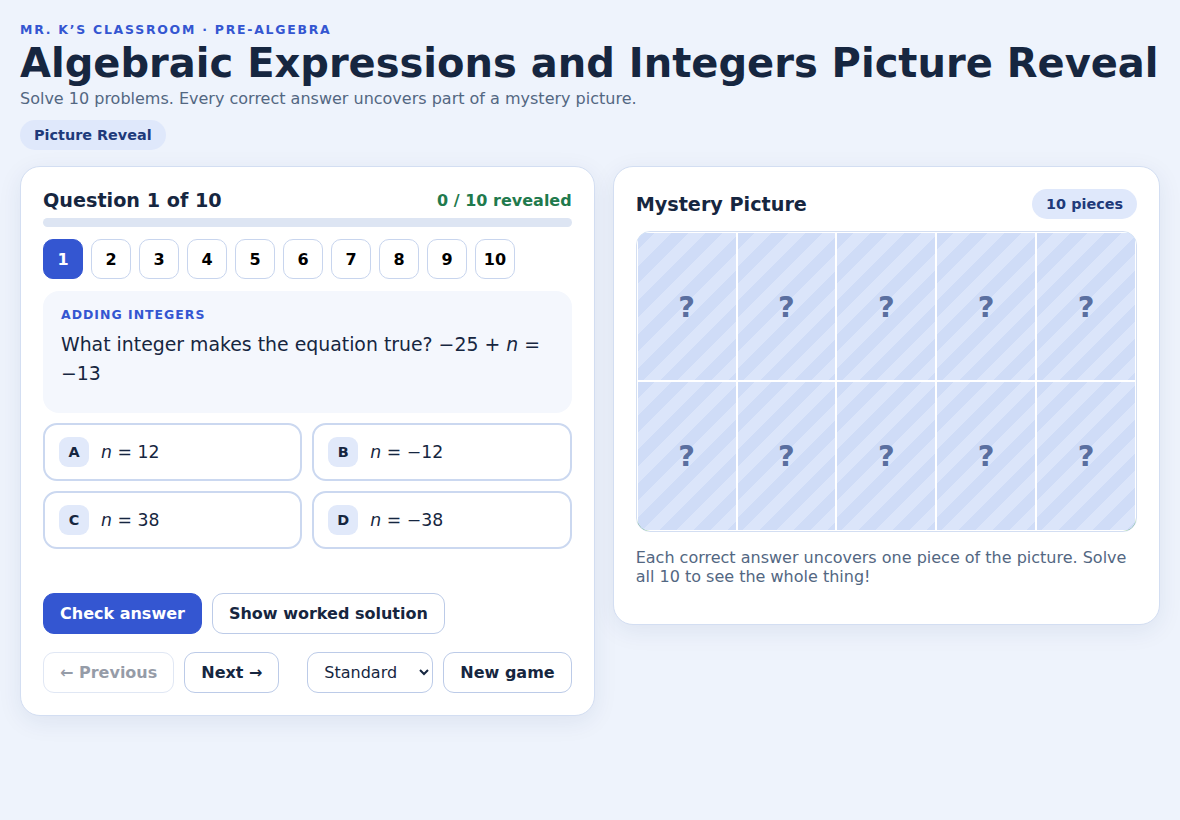 MR. K’S CLASSROOM · PRE-ALGEBRA
Algebraic Expressions and Integers Picture Reveal
Solve 10 problems. Every correct answer uncovers part of a mystery picture.
Picture Reveal
Question 1 of 10
0 / 10 revealed
1 2 3 4 5 6 7 8 9 10
ADDING INTEGERS
What integer makes the equation true? −25 + n =
−13
A n = 12
B n = −12
C n = 38
D n = −38
Check answer
Show worked solution
← Previous
Next →
Standard
New game
Mystery Picture
10 pieces
? ? ? ? ?
? ? ? ? ?
Each correct answer uncovers one piece of the picture. Solve
all 10 to see the whole thing!